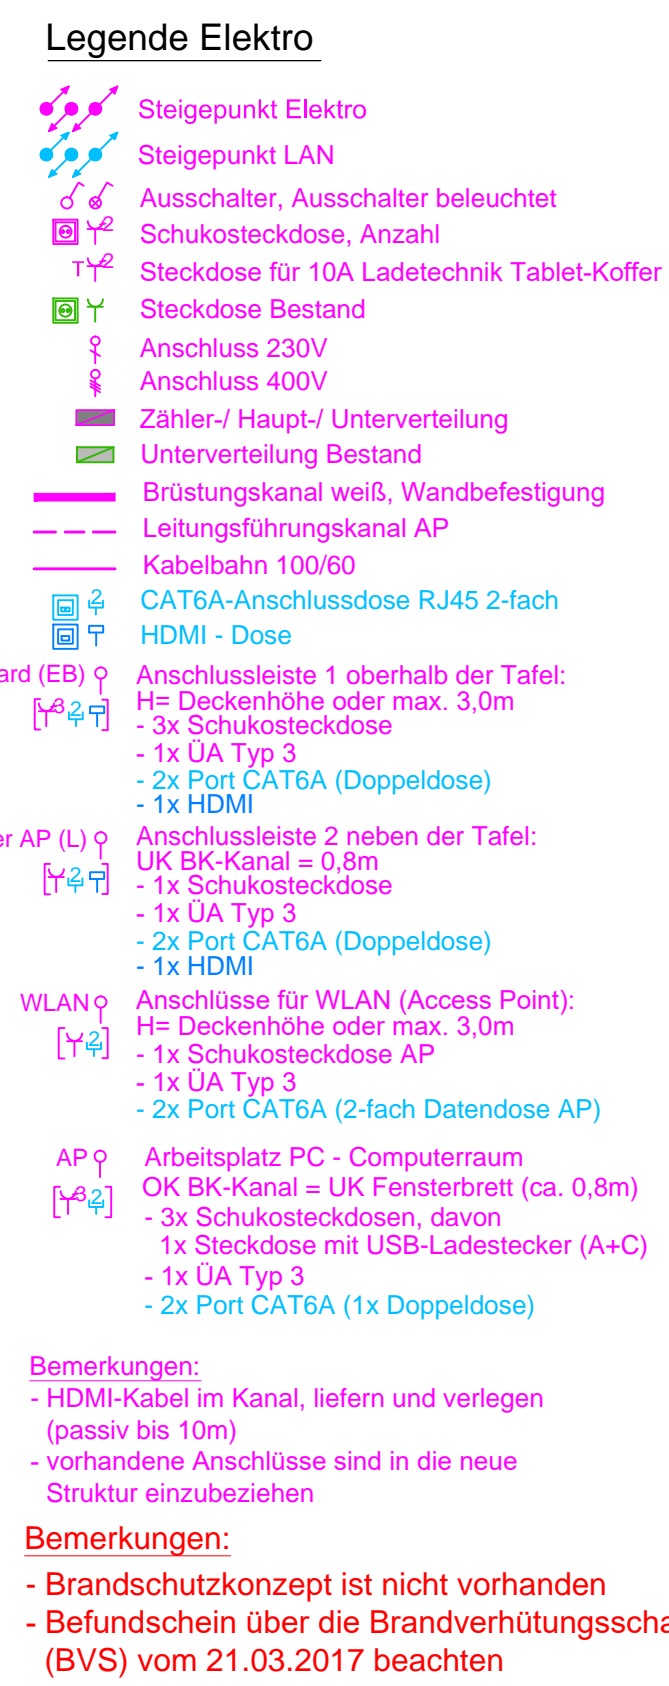 Legende Elektro
Steigepunkt Elektro
Steigepunkt LAN
Ausschalter, Ausschalter beleuchtet
2 Schukosteckdose, Anzahl
T 2 Steckdose für 10A Ladetechnik Tablet-Koffer
Steckdose Bestand
Anschluss 230V
Anschluss 400V
Zähler-/ Haupt-/ Unterverteilung
Unterverteilung Bestand
Brüstungskanal weiß, Wandbefestigung
Leitungsführungskanal AP
Kabelbahn 100/60
2 CAT6A-Anschlussdose RJ45 2-fach
HDMI - Dose
(EB) Anschlussleiste 1 oberhalb der Tafel:
H= Deckenhöhe oder max. 3,0m
3 2
- 3x Schukosteckdose
- 1x ÜA Typ 3
- 2x Port CAT6A (Doppeldose)
- 1x HDMI
AP (L) Anschlussleiste 2 neben der Tafel:
UK BK-Kanal = 0,8m
2
- 1x Schukosteckdose
- 1x ÜA Typ 3
- 2x Port CAT6A (Doppeldose)
- 1x HDMI
WLAN Anschlüsse für WLAN (Access Point):
H= Deckenhöhe oder max. 3,0m
2
- 1x Schukosteckdose AP
- 1x ÜA Typ 3
- 2x Port CAT6A (2-fach Datendose AP)
AP Arbeitsplatz PC - Computerraum
OK BK-Kanal = UK Fensterbrett (ca. 0,8m)
3 2
- 3x Schukosteckdosen, davon
1x Steckdose mit USB-Ladestecker (A+C)
- 1x ÜA Typ 3
- 2x Port CAT6A (1x Doppeldose)
Bemerkungen:
- HDMI-Kabel im Kanal, liefern und verlegen
(passiv bis 10m)
- vorhandene Anschlüsse sind in die neue
Struktur einzubeziehen
Bemerkungen:
- Brandschutzkonzept ist nicht vorhanden
- Befundschein über die
(BVS) vom 21.03.2017 beachten